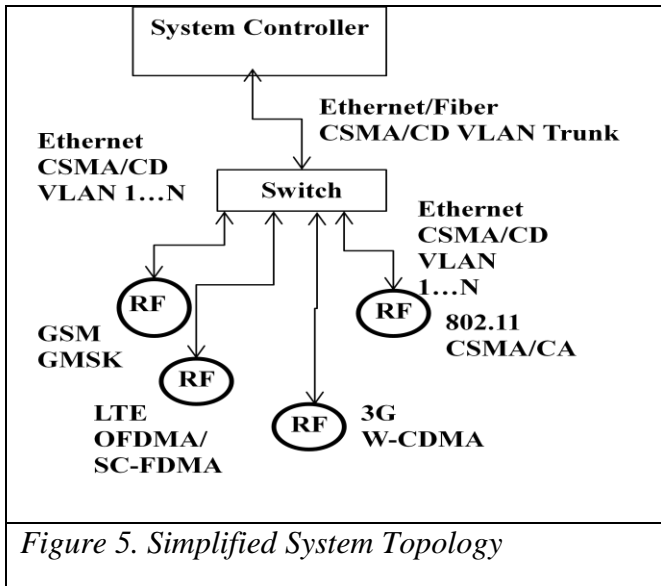 System Controller
Ethernet/Fiber
CSMA/CD VLAN Trunk
Ethernet
CSMA/CD
VLAN 1…N
Switch
Ethernet
CSMA/CD
VLAN
1…N
RF
GSM
GMSK
RF
802.11
CSMA/CA
RF
LTE
OFDMA/
SC-FDMA
RF
3G
W-CDMA
Figure 5. Simplified System Topology